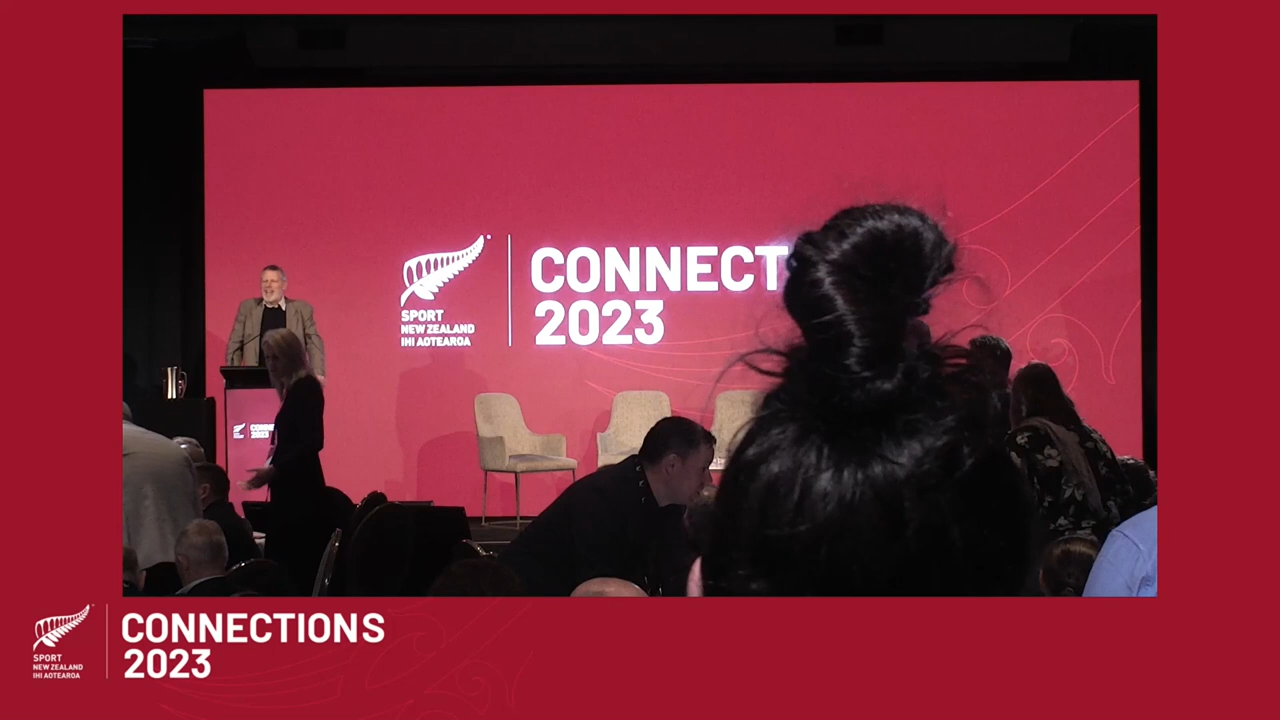 CONNECT
2023
SPORT
NEW ZEALAND
IHI AOTEAROA
CONNECTIONS
2023
SPORT
NEW ZEALAND
IHI AOTEAROA